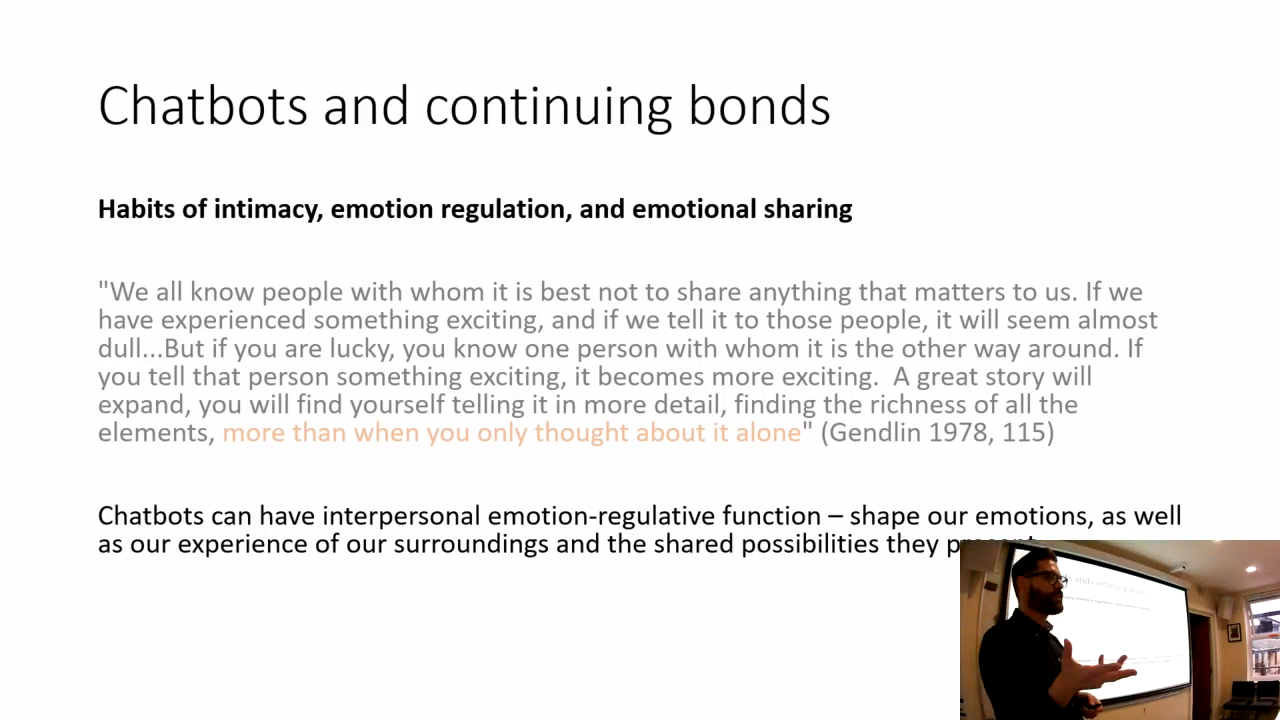 Chatbots and continuing bonds
Habits of intimacy, emotion regulation, and emotional sharing
"We all know people with whom it is best not to share anything that matters to us. If we
have experienced something exciting, and if we tell it to those people, it will seem almost
dull...But if you are lucky, you know one person with whom it is the other way around. If
you tell that person something exciting, it becomes more exciting.  A great story will
expand, you will find yourself telling it in more detail, finding the richness of all the
elements, more than when you only thought about it alone" (Gendlin 1978, 115)
Chatbots can have interpersonal emotion-regulative function – shape our emotions, as well
as our experience of our surroundings and the shared possibilities they